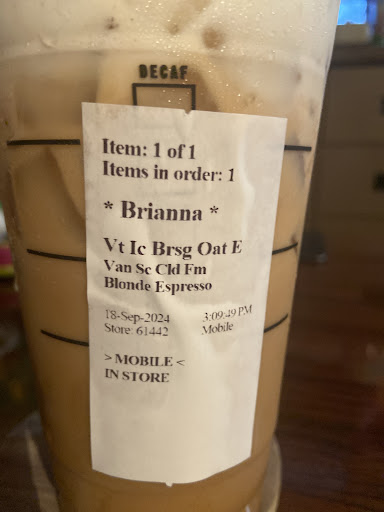 DECAF
Item: 1 of 1
Items in order: 1
* Brianna *
Vt Ic Brsg Oat E
Van Sc Cld Fm
Blonde Espresso
18-Sep-2024 3:09:49 PM
Store: 61442 Mobile
> MOBILE <
IN STORE